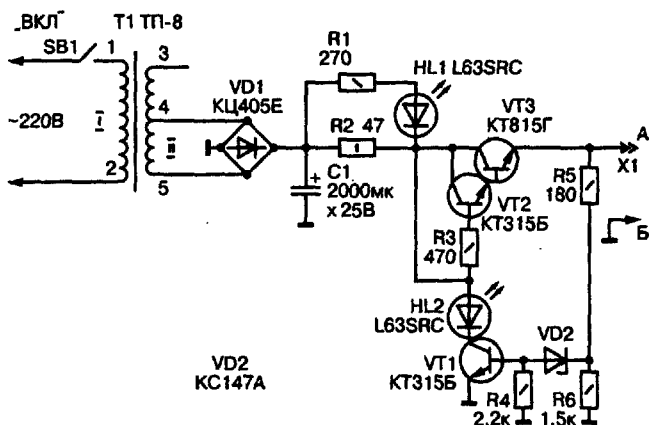 „ВКЛ"
SB1
T1 ТП-8
1
3
4
5
2
~220В
I
II
VD1
КЦ405Е
R1
270
HL1 L63SRC
R2 47
+
C1
2000мк
x 25В
VT3
КТ815Г
А
X1
R5
180
Б
VT2
КТ315Б
R3
470
HL2
L63SRC
VD2
VT1
КТ315Б
R4
2,2к
R6
1,5к
VD2
КС147А